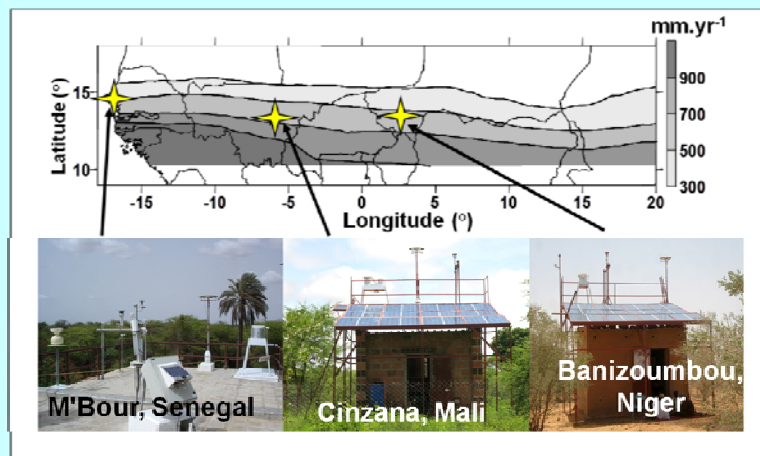 mm.yr⁻¹
Latitude (°)
15
10
900
700
500
300
-15 -10 -5 0 5 10 15 20
Longitude (°)
M'Bour, Senegal
Cinzana, Mali
Banizoumbou,
Niger